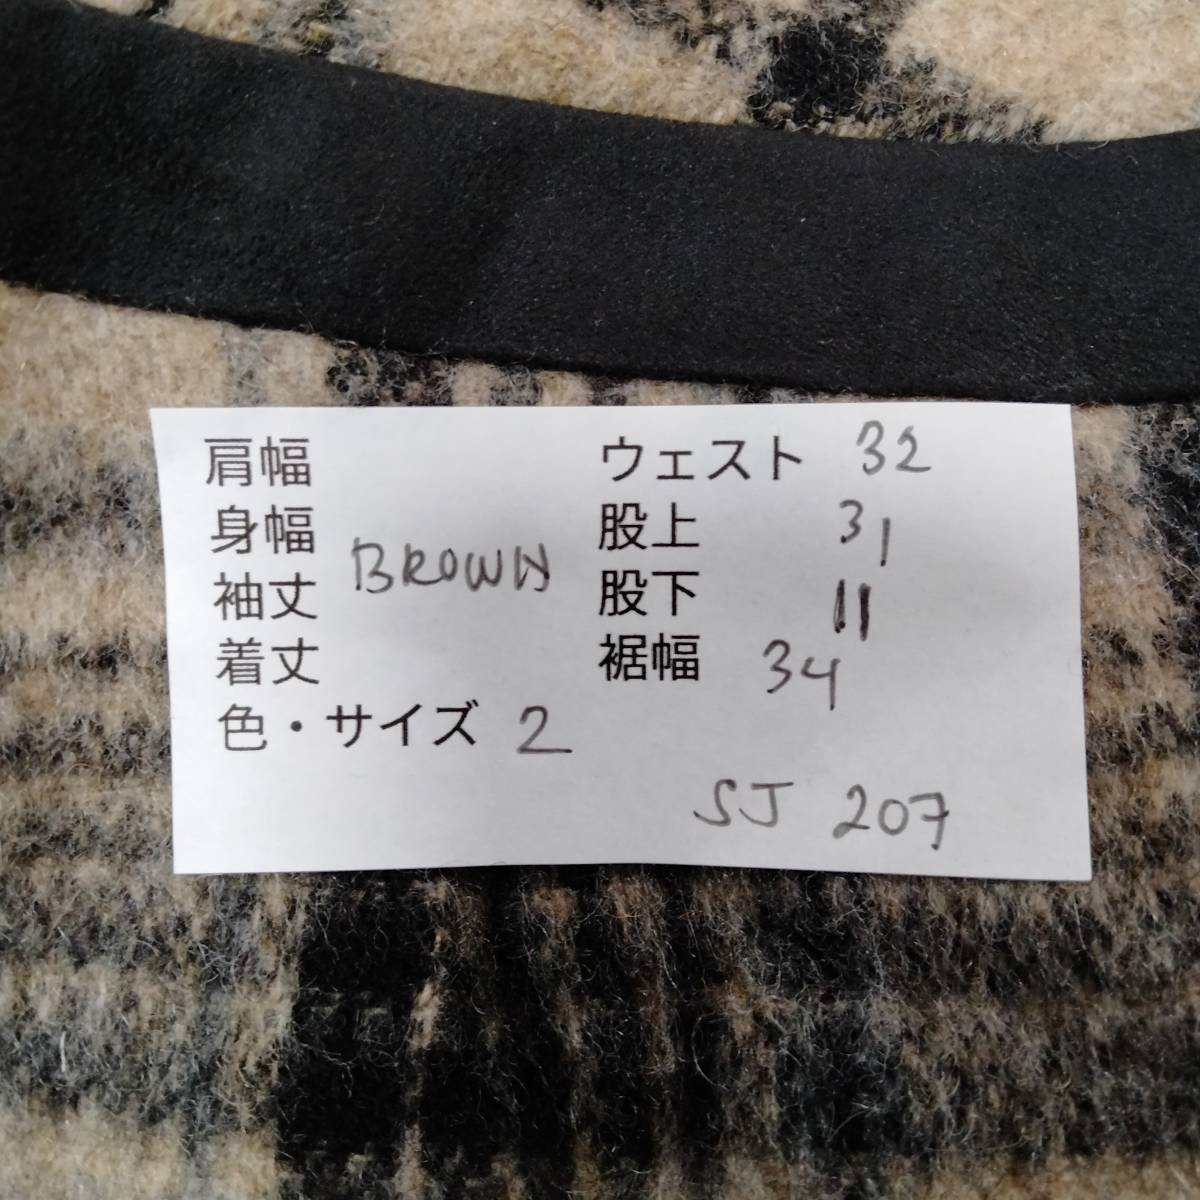 肩幅
身幅
袖丈 BROWN
着丈
色・サイズ 2
ウェスト 32
股上 31
股下 11
裾幅 34
SJ 207